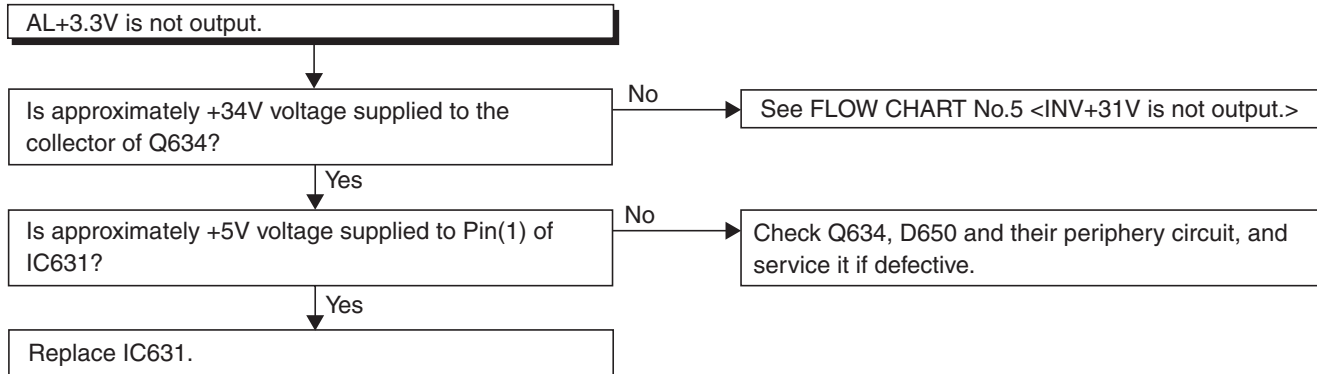 AL+3.3V is not output.
Is approximately +34V voltage supplied to the
collector of Q634?
No
See FLOW CHART No.5 <INV+31V is not output.>
Yes
Is approximately +5V voltage supplied to Pin(1) of
IC631?
No
Check Q634, D650 and their periphery circuit, and
service it if defective.
Yes
Replace IC631.